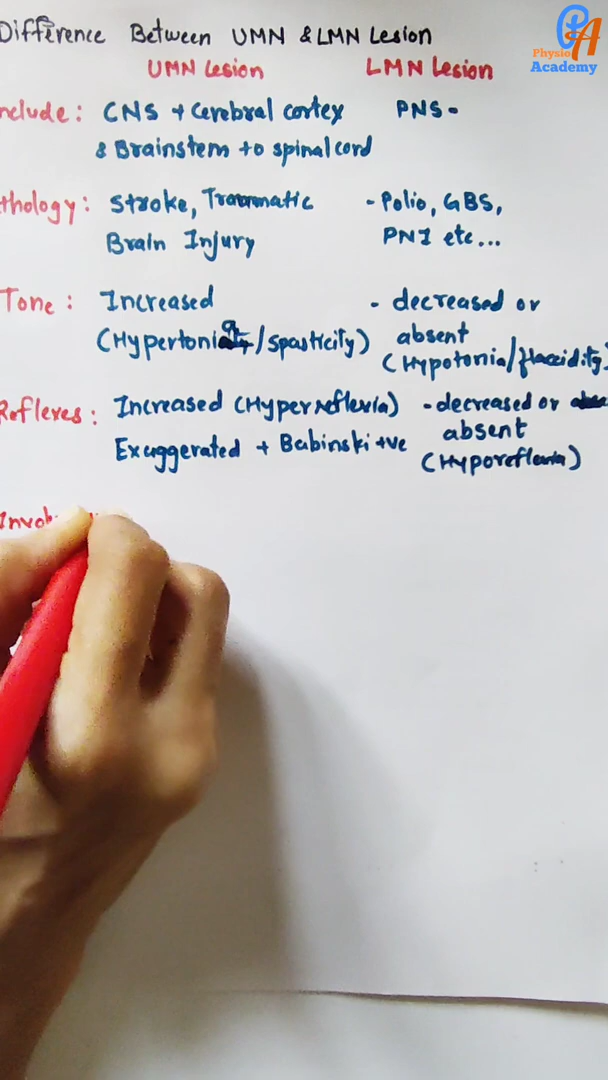 Difference Between UMN & LMN Lesion
Physio
Academy
UMN Lesion LMN Lesion
nclude: CNS + Cerebral cortex PNS -
& Brainstem to spinal cord
thology: Stroke, Traumatic - Polio, GBS,
Brain Injury PNI etc...
Tone: Increased - decreased or
(Hypertonia/spasticity) absent
(Hypotonia/flaccidity)
Reflexes: Increased (Hyperreflexia) - decreased or
Exaggerated + Babinski +ve absent
(Hyporeflexia)